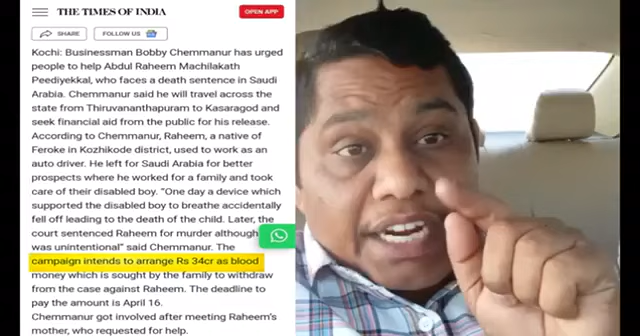 THE TIMES OF INDIA
OPEN APP
SHARE
FOLLOW US
Kochi: Businessman Bobby Chemmanur has urged
people to help Abdul Raheem Machilakath
Peediyekkal, who faces a death sentence in Saudi
Arabia. Chemmanur said he will travel across the
state from Thiruvananthapuram to Kasaragod and
seek financial aid from the public for his release.
According to Chemmanur, Raheem, a native of
Feroke in Kozhikode district, used to work as an
auto driver. He left for Saudi Arabia for better
prospects where he worked for a family and took
care of their disabled boy. “One day a device which
supported the disabled boy to breathe accidentally
fell off leading to the death of the child. Later, the
court sentenced Raheem for murder although
was unintentional” said Chemmanur. The
campaign intends to arrange Rs 34cr as blood
money which is sought by the family to withdraw
from the case against Raheem. The deadline to
pay the amount is April 16.
Chemmanur got involved after meeting Raheem's
mother, who requested for help.